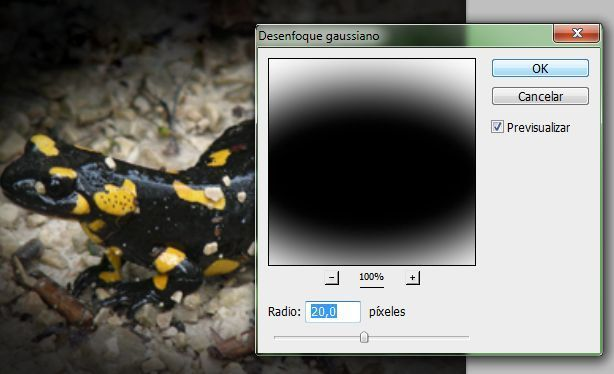 Desenfoque gaussiano
OK
Cancelar
Previsualizar
- 100% +
Radio: 20,0 píxeles